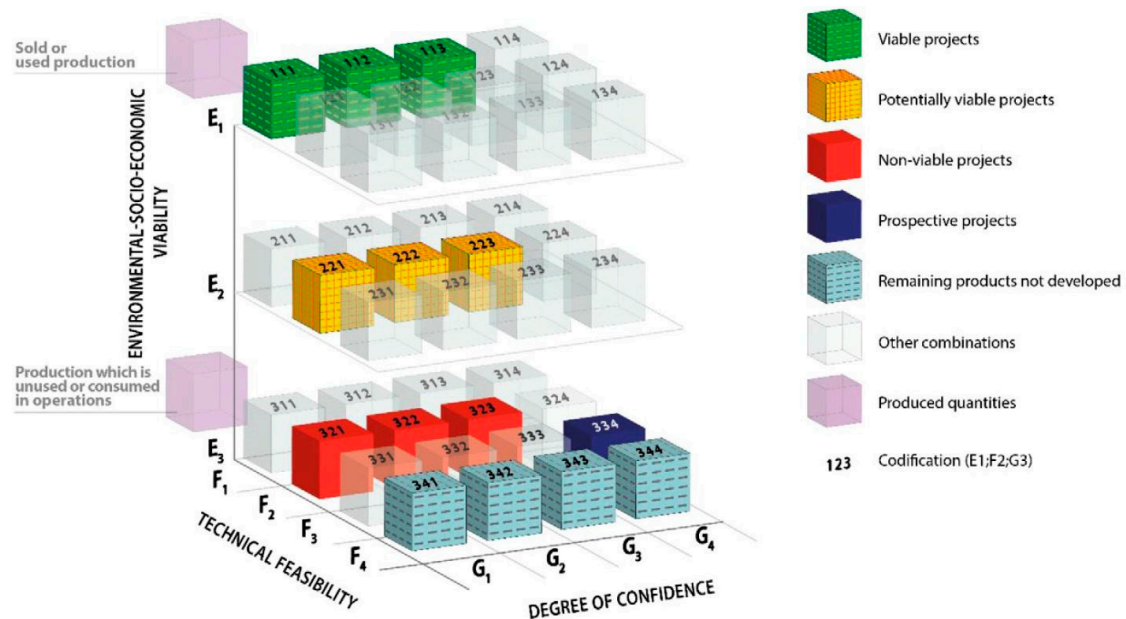 Sold or
used production
ENVIRONMENTAL-SOCIO-ECONOMIC
VIABILITY
E1
111
112
113
114
123
124
131
132
133
134
E2
211
212
213
214
221
222
223
224
231
232
233
234
Production which is
unused or consumed
in operations
E3
311
312
313
314
321
322
323
324
331
332
333
334
341
342
343
344
F1
F2
F3
F4
TECHNICAL FEASIBILITY
G1
G2
G3
G4
DEGREE OF CONFIDENCE
Viable projects
Potentially viable projects
Non-viable projects
Prospective projects
Remaining products not developed
Other combinations
Produced quantities
123 Codification (E1;F2;G3)